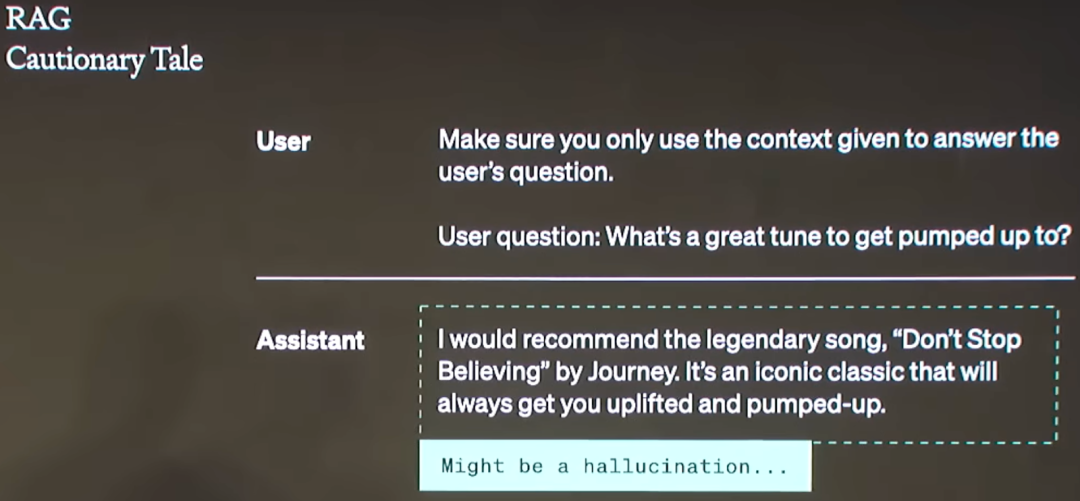 RAG
Cautionary Tale
User
Make sure you only use the context given to answer the
user's question.
User question: What's a great tune to get pumped up to?
Assistant
I would recommend the legendary song, “Don't Stop
Believing” by Journey. It's an iconic classic that will
always get you uplifted and pumped-up.
Might be a hallucination...